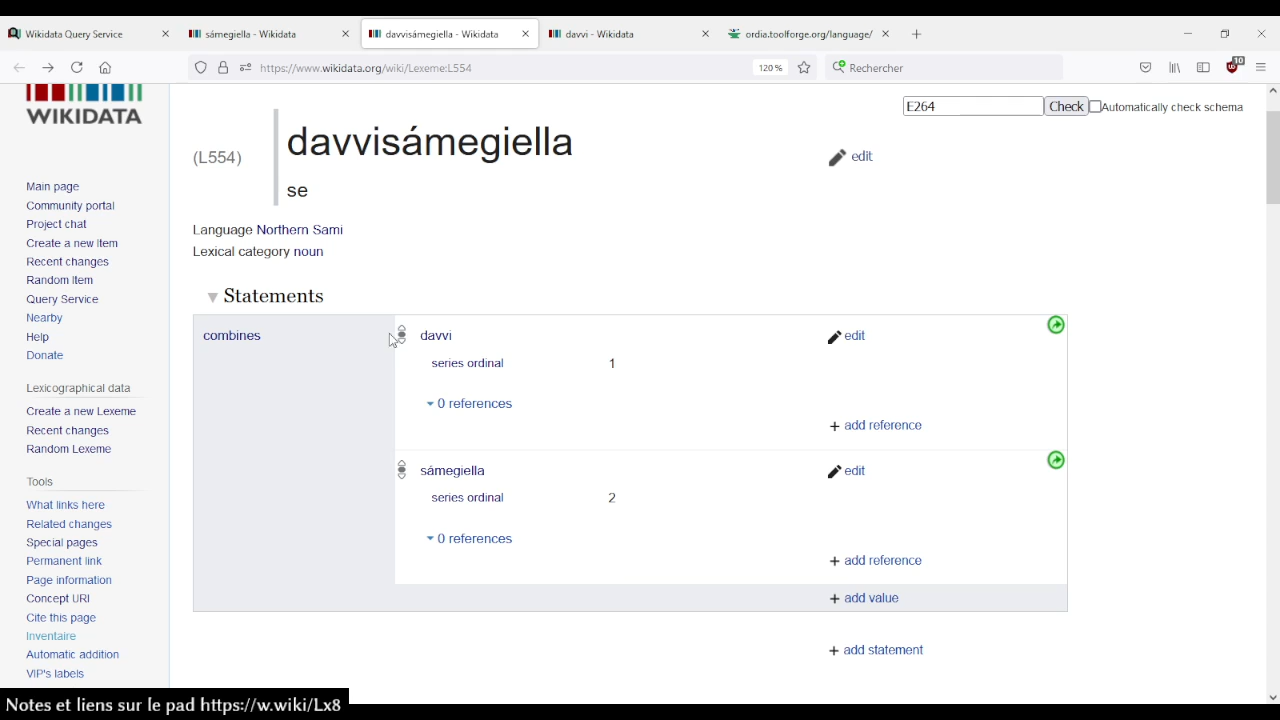 Wikidata Query Service
sámegiella - Wikidata
davvisámegiella - Wikidata
davvi - Wikidata
ordia.toolforge.org/language/
https://www.wikidata.org/wiki/Lexeme:L554
120 %
Rechercher
10
WIKIDATA
Main page
Community portal
Project chat
Create a new Item
Recent changes
Random Item
Query Service
Nearby
Help
Donate
Lexicographical data
Create a new Lexeme
Recent changes
Random Lexeme
Tools
What links here
Related changes
Special pages
Permanent link
Page information
Concept URI
Cite this page
Inventaire
Automatic addition
VIP's labels
E264 Check Automatically check schema
(L554) davvisámegiella edit
se
Language Northern Sami
Lexical category noun
Statements
combines
davvi edit
series ordinal 1
0 references
+ add reference
sámegiella edit
series ordinal 2
0 references
+ add reference
+ add value
+ add statement
Notes et liens sur le pad https://w.wiki/Lx8